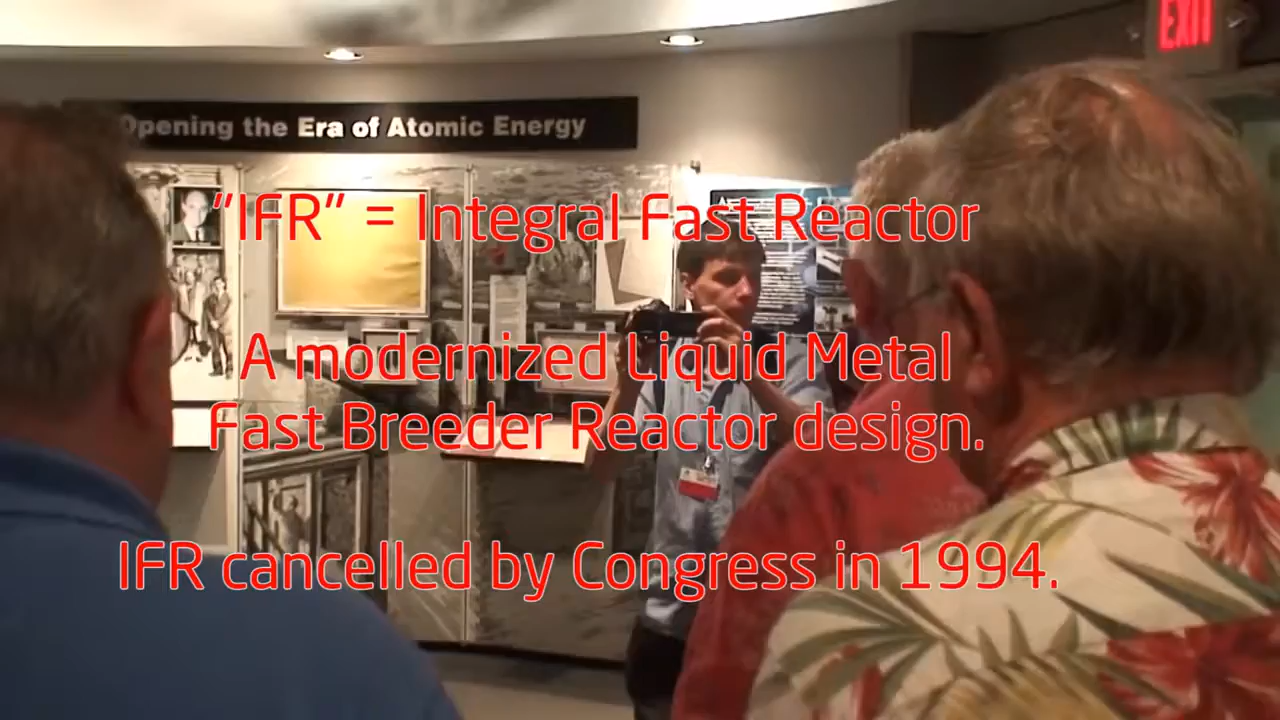 EXIT
Opening the Era of Atomic Energy
"IFR" = Integral Fast Reactor
A modernized Liquid Metal
Fast Breeder Reactor design.
IFR cancelled by Congress in 1994.